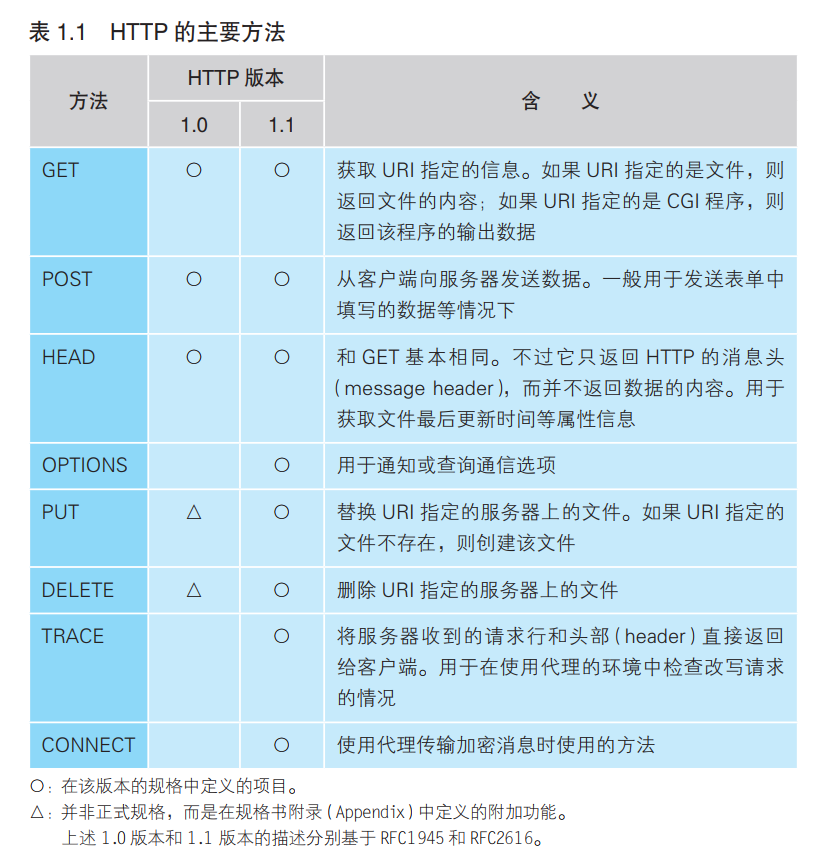 表 1.1 HTTP 的主要方法
方法 HTTP 版本 含 义
1.0 1.1
GET ○ ○ 获取 URI 指定的信息。如果 URI 指定的是文件，则
返回文件的内容；如果 URI 指定的是 CGI 程序，则
返回该程序的输出数据
POST ○ ○ 从客户端向服务器发送数据。一般用于发送表单中
填写的数据等情况下
HEAD ○ ○ 和 GET 基本相同。不过它只返回 HTTP 的消息头
（message header），而并不返回数据的内容。用于
获取文件最后更新时间等属性信息
OPTIONS ○ 用于通知或查询通信选项
PUT △ ○ 替换 URI 指定的服务器上的文件。如果 URI 指定的
文件不存在，则创建该文件
DELETE △ ○ 删除 URI 指定的服务器上的文件
TRACE ○ 将服务器收到的请求行和头部（header）直接返回
给客户端。用于在使用代理的环境中检查改写请求
的情况
CONNECT ○ 使用代理传输加密消息时使用的方法
○：在该版本的规格中定义的项目。
△：并非正式规格，而是在规格书附录（Appendix）中定义的附加功能。
上述 1.0 版本和 1.1 版本的描述分别基于 RFC1945 和 RFC2616。